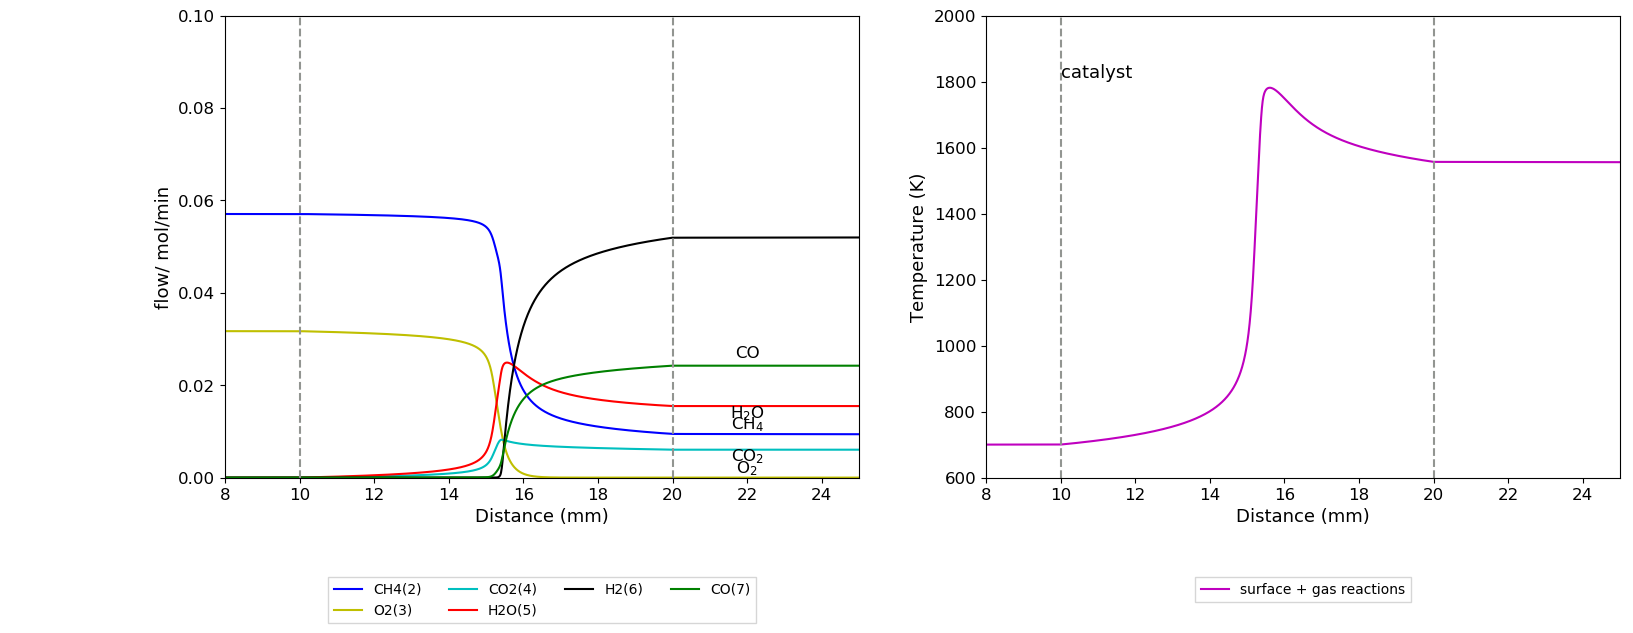 0.10
0.08
0.06
0.04
0.02
0.00
flow/ mol/min
CO
H₂O
CH₄
CO₂
O₂
8 10 12 14 16 18 20 22 24
Distance (mm)
CH4(2) CO2(4) H2(6) CO(7)
O2(3) H2O(5)
2000
1800
1600
1400
1200
1000
800
600
Temperature (K)
catalyst
8 10 12 14 16 18 20 22 24
Distance (mm)
surface + gas reactions